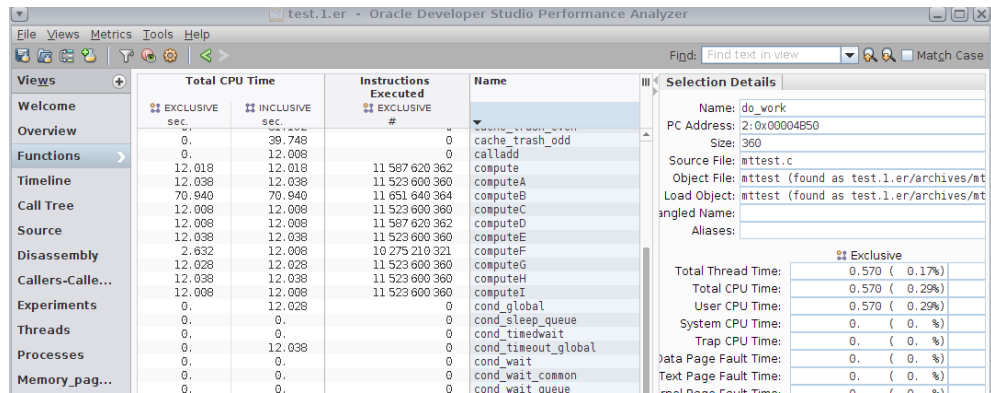 test.1.er - Oracle Developer Studio Performance Analyzer
File Views Metrics Tools Help
Find: Find text in view Match Case
Views
Welcome
Overview
Functions
Timeline
Call Tree
Source
Disassembly
Callers-Calle...
Experiments
Threads
Processes
Memory_pag...
Total CPU Time Instructions Executed Name
EXCLUSIVE INCLUSIVE EXCLUSIVE
sec. sec. #
0. 39.748 0 cache_trash_odd
0. 12.008 0 calladd
12.018 12.018 11 587 620 362 compute
12.038 12.038 11 523 600 360 computeA
70.940 70.940 11 651 640 364 computeB
12.008 12.008 11 523 600 360 computeC
12.008 12.008 11 587 620 362 computeD
12.038 12.038 11 523 600 360 computeE
2.632 12.008 10 275 210 321 computeF
12.028 12.028 11 523 600 360 computeG
12.038 12.038 11 523 600 360 computeH
12.008 12.008 11 523 600 360 computeI
0. 12.028 0 cond_global
0. 0. 0 cond_sleep_queue
0. 0. 0 cond_timedwait
0. 12.038 0 cond_timeout_global
0. 0. 0 cond_wait
0. 0. 0 cond_wait_common
0. 0. 0 cond_wait_queue
Selection Details
Name: do_work
PC Address: 2:0x00004B50
Size: 360
Source File: mttest.c
Object File: mttest (found as test.1.er/archives/mt
Load Object: mttest (found as test.1.er/archives/mt
angled Name:
Aliases:
Exclusive
Total Thread Time: 0.570 ( 0.17%)
Total CPU Time: 0.570 ( 0.29%)
User CPU Time: 0.570 ( 0.29%)
System CPU Time: 0. ( 0. %)
Trap CPU Time: 0. ( 0. %)
Data Page Fault Time: 0. ( 0. %)
Text Page Fault Time: 0. ( 0. %)